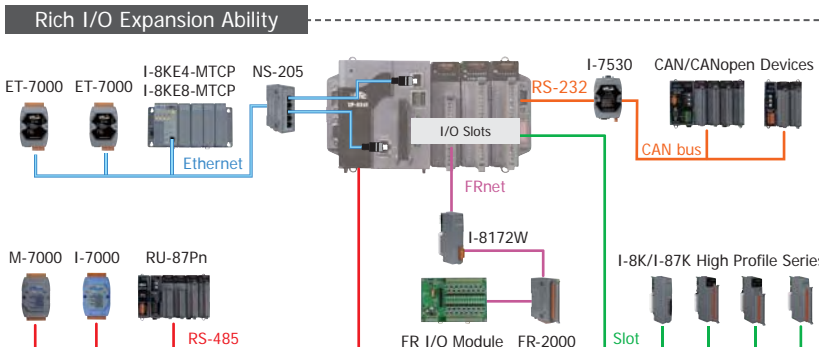 Rich I/O Expansion Ability
ET-7000
ET-7000
I-8KE4-MTCP
I-8KE8-MTCP
NS-205
I-7530
CAN/CANopen Devices
RS-232
I/O Slots
CAN bus
Ethernet
FRnet
I-8172W
M-7000
I-7000
RU-87Pn
I-8K/I-87K High Profile Series
RS-485
FR I/O Module
FR-2000
Slot